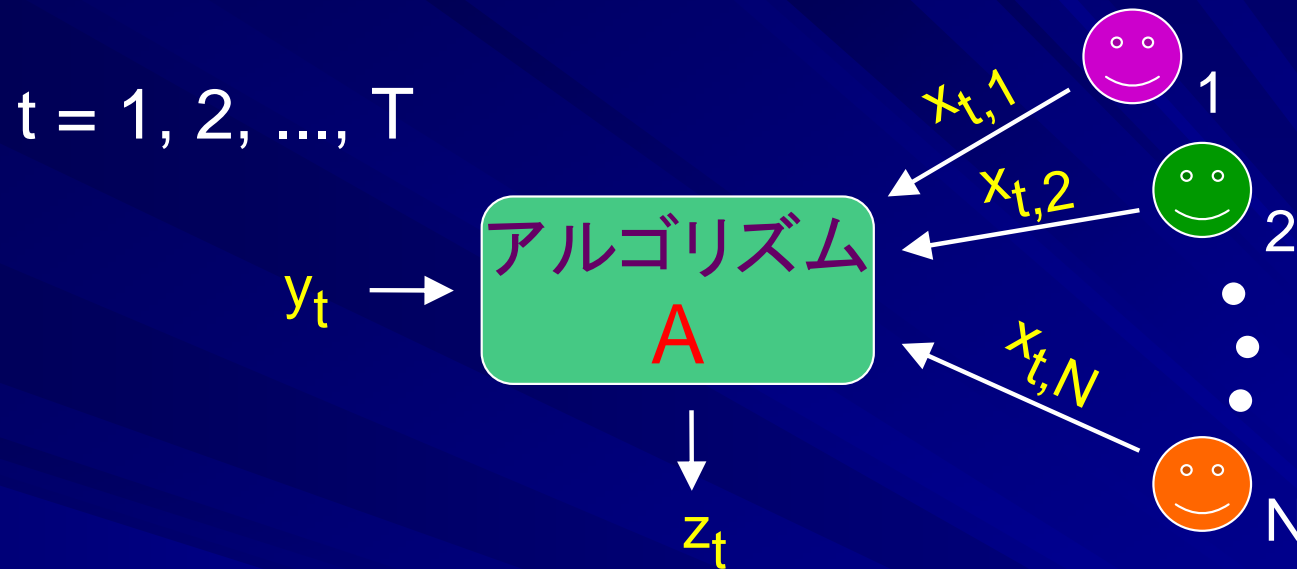 t = 1, 2, ..., T
x_t,1
1
x_t,2
2
アルゴリズム
A
y_t
x_t,N
N
z_t